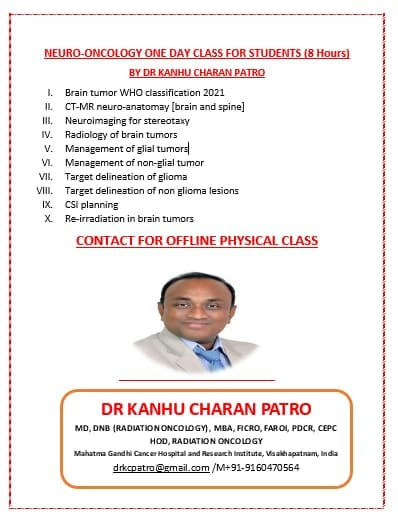 NEURO-ONCOLOGY ONE DAY CLASS FOR STUDENTS (8 Hours)
BY DR KANHU CHARAN PATRO
I. Brain tumor WHO classification 2021
II. CT-MR neuro-anatomay [brain and spine]
III. Neuroimaging for stereotaxy
IV. Radiology of brain tumors
V. Management of glial tumors
VI. Management of non-glial tumor
VII. Target delineation of glioma
VIII. Target delineation of non glioma lesions
IX. CSI planning
X. Re-irradiation in brain tumors
CONTACT FOR OFFLINE PHYSICAL CLASS
DR KANHU CHARAN PATRO
MD, DNB (RADIATION ONCOLOGY), MBA, FICRO, FAROI, PDCR, CEPC
HOD, RADIATION ONCOLOGY
Mahatma Gandhi Cancer Hospital and Research Institute, Visakhapatnam, India
drkcpatro@gmail.com /M+91-9160470564